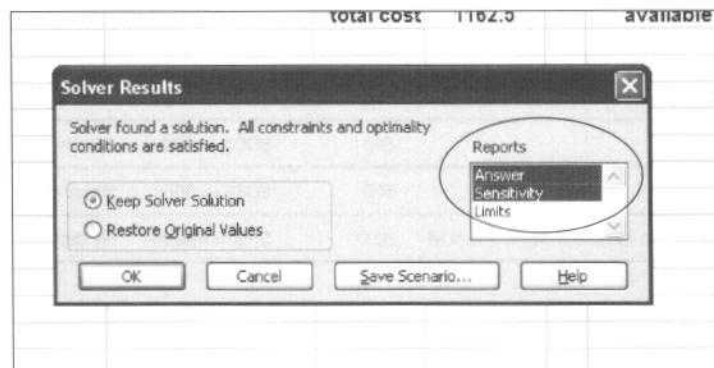 total cost 1162.5 available
Solver Results
Solver found a solution. All constraints and optimality
conditions are satisfied.
Reports
Answer
Sensitivity
Limits
Keep Solver Solution
Restore Original Values
OK Cancel Save Scenario... Help